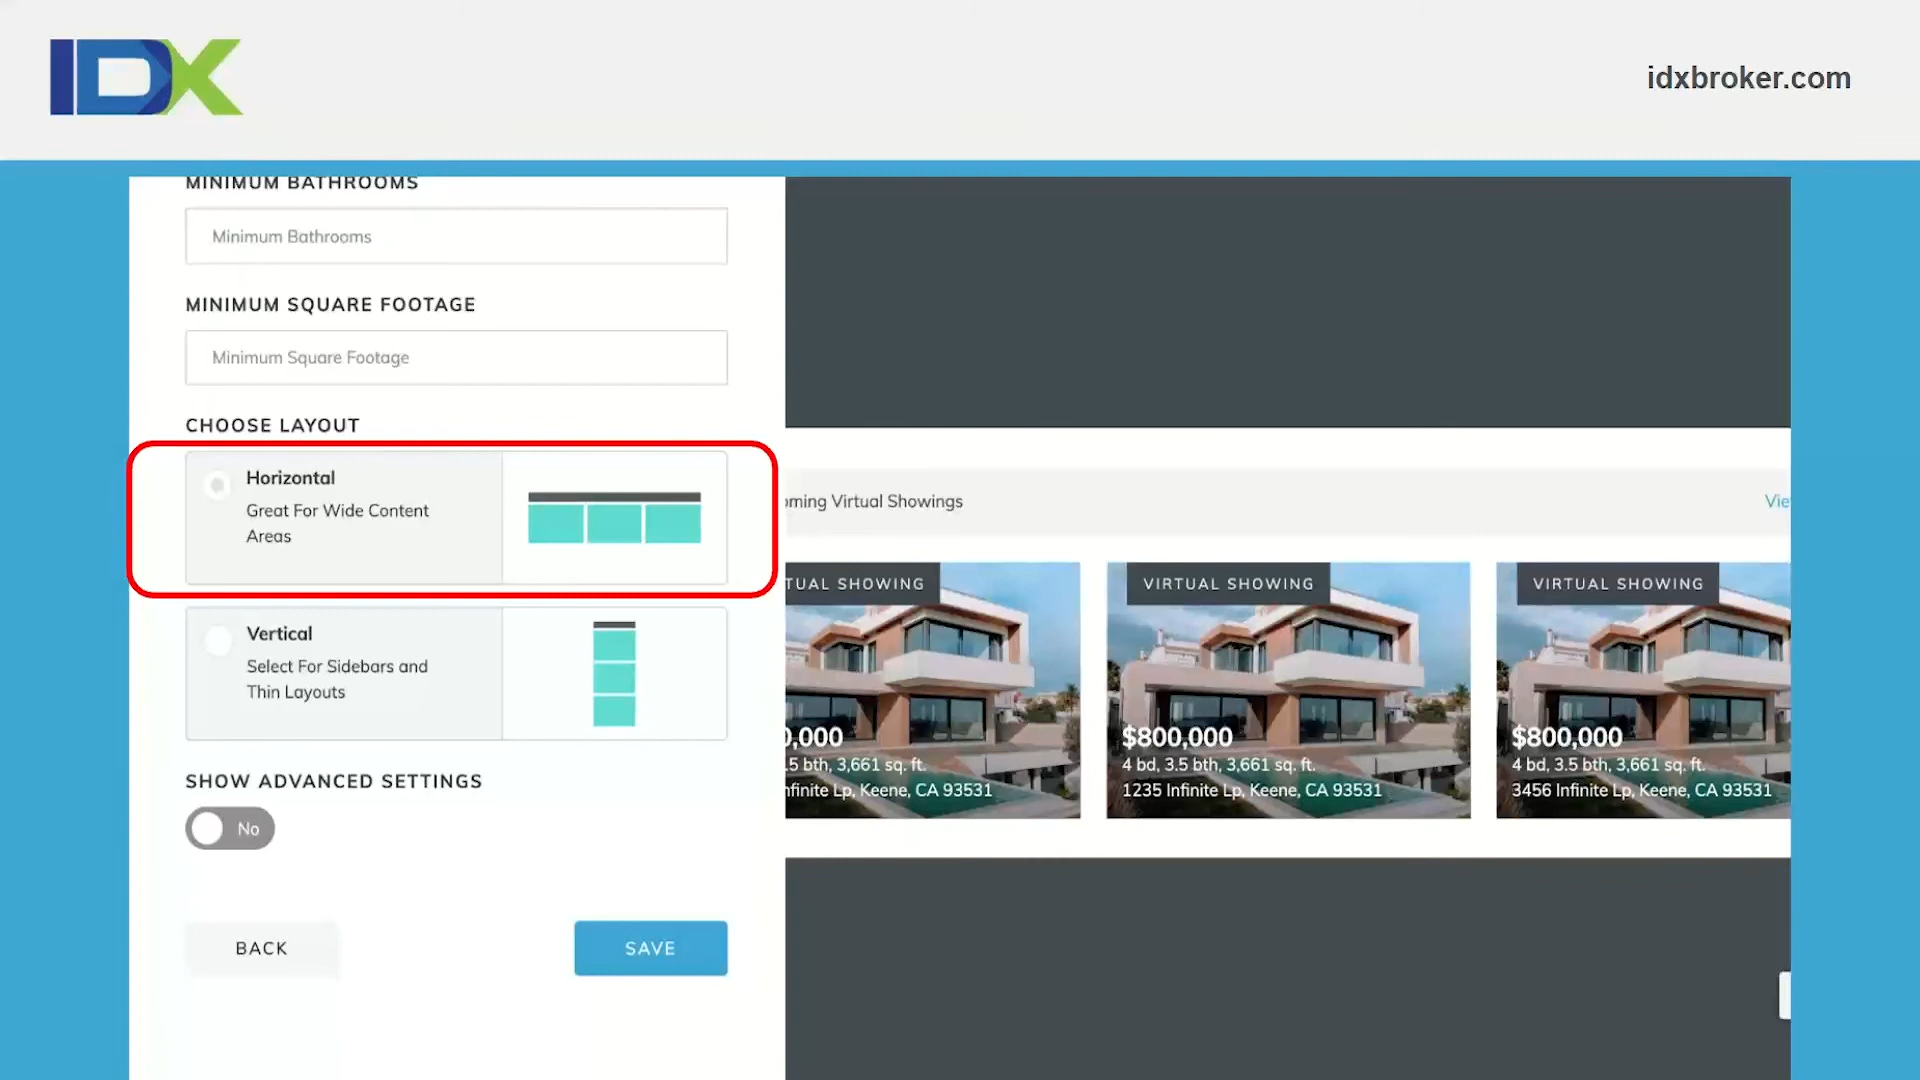 IDX
idxbroker.com
MINIMUM BATHROOMS
Minimum Bathrooms
MINIMUM SQUARE FOOTAGE
Minimum Square Footage
CHOOSE LAYOUT
Horizontal
Great For Wide Content
Areas
Vertical
Select For Sidebars and
Thin Layouts
SHOW ADVANCED SETTINGS
No
BACK
SAVE
oming Virtual Showings
Vie
TUAL SHOWING
0,000
.5 bth, 3,661 sq. ft.
nfinite Lp, Keene, CA 93531
VIRTUAL SHOWING
$800,000
4 bd, 3.5 bth, 3,661 sq. ft.
1235 Infinite Lp, Keene, CA 93531
VIRTUAL SHOWING
$800,000
4 bd, 3.5 bth, 3,661 sq. ft.
3456 Infinite Lp, Keene, CA 93531